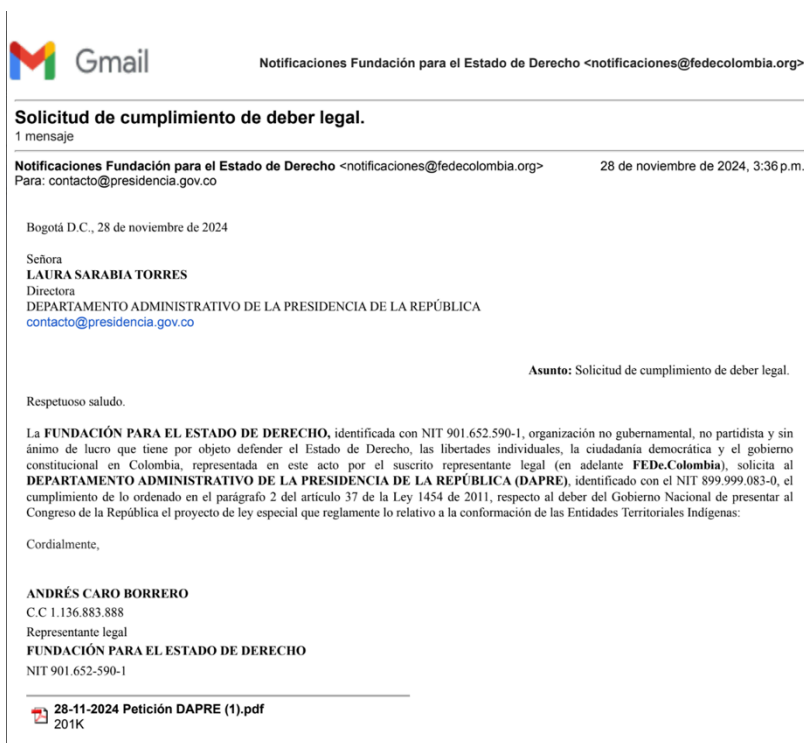 Gmail
Notificaciones Fundación para el Estado de Derecho <notificaciones@fedecolombia.org>
Solicitud de cumplimiento de deber legal.
1 mensaje
Notificaciones Fundación para el Estado de Derecho <notificaciones@fedecolombia.org> 28 de noviembre de 2024, 3:36 p.m.
Para: contacto@presidencia.gov.co
Bogotá D.C., 28 de noviembre de 2024
Señora
LAURA SARABIA TORRES
Directora
DEPARTAMENTO ADMINISTRATIVO DE LA PRESIDENCIA DE LA REPÚBLICA
contacto@presidencia.gov.co
Asunto: Solicitud de cumplimiento de deber legal.
Respetuoso saludo.
La FUNDACIÓN PARA EL ESTADO DE DERECHO, identificada con NIT 901.652.590-1, organización no gubernamental, no partidista y sin
ánimo de lucro que tiene por objeto defender el Estado de Derecho, las libertades individuales, la ciudadanía democrática y el gobierno
constitucional en Colombia, representada en este acto por el suscrito representante legal (en adelante FEDe.Colombia), solicita al
DEPARTAMENTO ADMINISTRATIVO DE LA PRESIDENCIA DE LA REPÚBLICA (DAPRE), identificado con el NIT 899.999.083-0, el
cumplimiento de lo ordenado en el parágrafo 2 del artículo 37 de la Ley 1454 de 2011, respecto al deber del Gobierno Nacional de presentar al
Congreso de la República el proyecto de ley especial que reglamente lo relativo a la conformación de las Entidades Territoriales Indígenas:
Cordialmente,
ANDRÉS CARO BORRERO
C.C 1.136.883.888
Representante legal
FUNDACIÓN PARA EL ESTADO DE DERECHO
NIT 901.652-590-1
28-11-2024 Petición DAPRE (1).pdf
201K